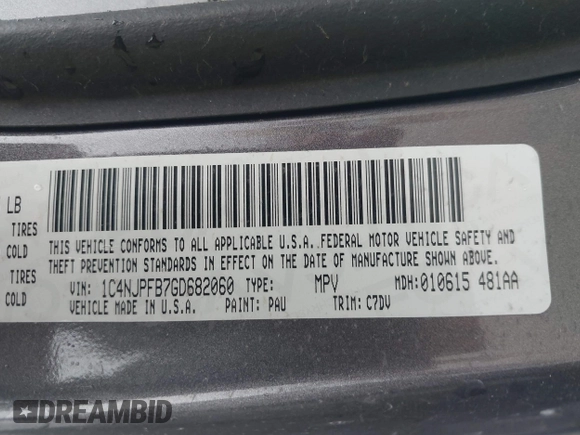 LB
TIRES
COLD
TIRES
COLD
THIS VEHICLE CONFORMS TO ALL APPLICABLE U.S.A. FEDERAL MOTOR VEHICLE SAFETY AND
THEFT PREVENTION STANDARDS IN EFFECT ON THE DATE OF MANUFACTURE SHOWN ABOVE.
VIN: 1C4NJPFB7GD682060 TYPE: MPV MDH: 010615 481AA
VEHICLE MADE IN U.S.A. PAINT: PAU TRIM: C7DV
DREAMBID